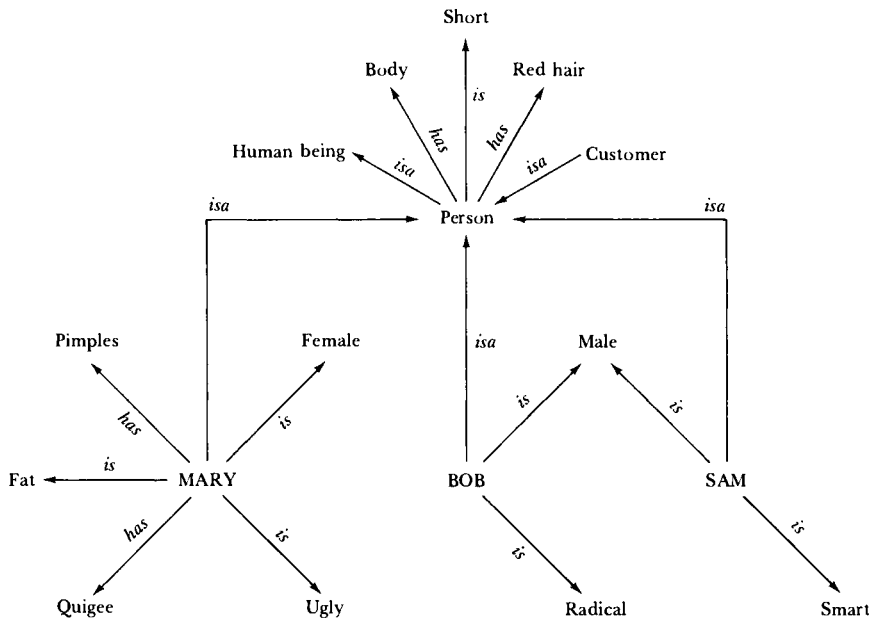 Short
Body
Red hair
is
has
has
Human being
isa
isa
Customer
isa
Person
isa
Pimples
Female
isa
Male
has
is
is
is
Fat
is
MARY
BOB
SAM
has
is
is
is
Quigee
Ugly
Radical
Smart